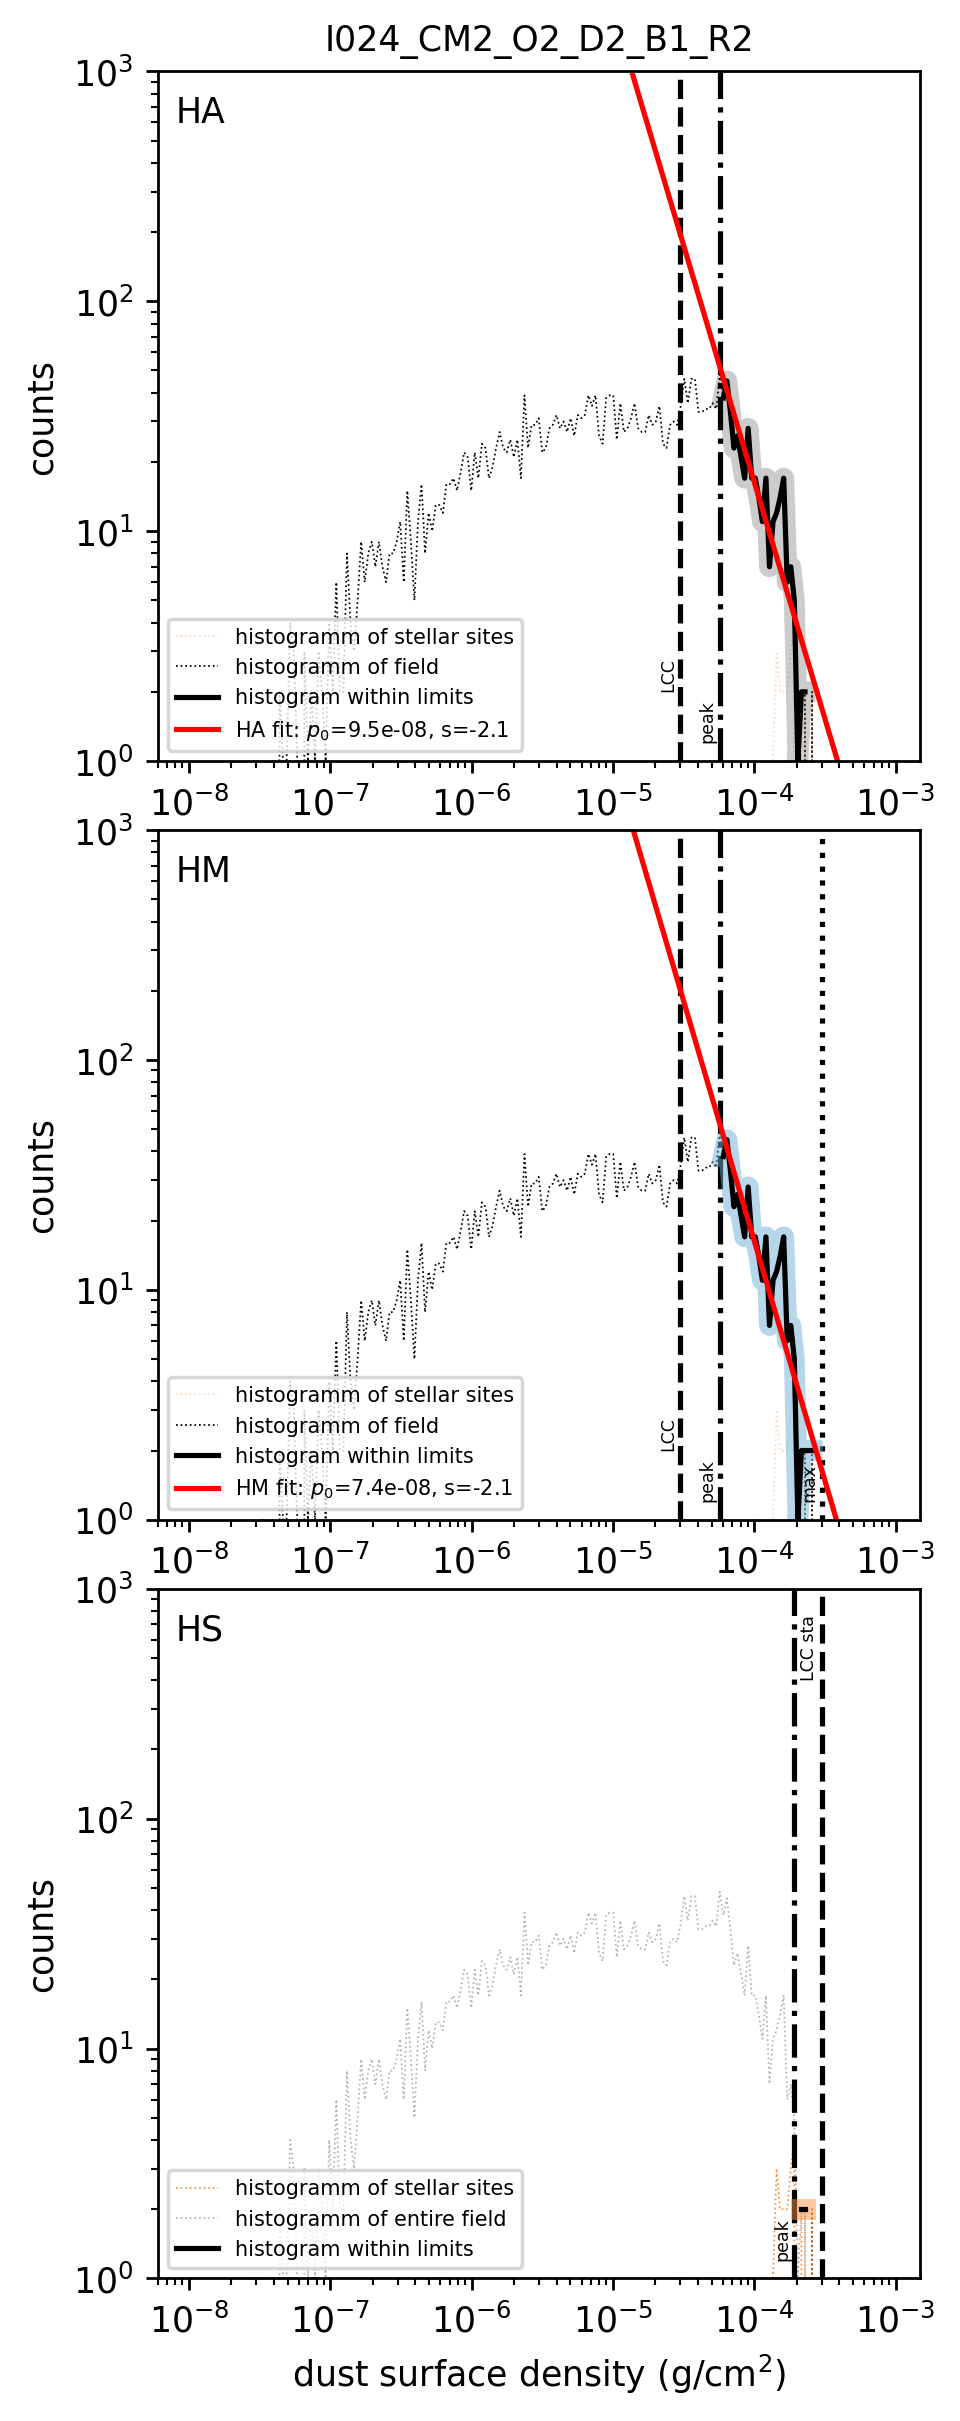 I024_CM2_O2_D2_B1_R2
10³
HA
10²
counts
10¹
LCC
peak
histogramm of stellar sites
histogramm of field
histogram within limits
HA fit: p₀=9.5e-08, s=-2.1
10⁰
10⁻⁸ 10⁻⁷ 10⁻⁶ 10⁻⁵ 10⁻⁴ 10⁻³
10³
HM
10²
counts
10¹
LCC
peak
max
histogramm of stellar sites
histogramm of field
histogram within limits
HM fit: p₀=7.4e-08, s=-2.1
10⁰
10⁻⁸ 10⁻⁷ 10⁻⁶ 10⁻⁵ 10⁻⁴ 10⁻³
10³
HS
LCC sta
10²
counts
10¹
peak
histogramm of stellar sites
histogramm of entire field
histogram within limits
10⁰
10⁻⁸ 10⁻⁷ 10⁻⁶ 10⁻⁵ 10⁻⁴ 10⁻³
dust surface density (g/cm²)